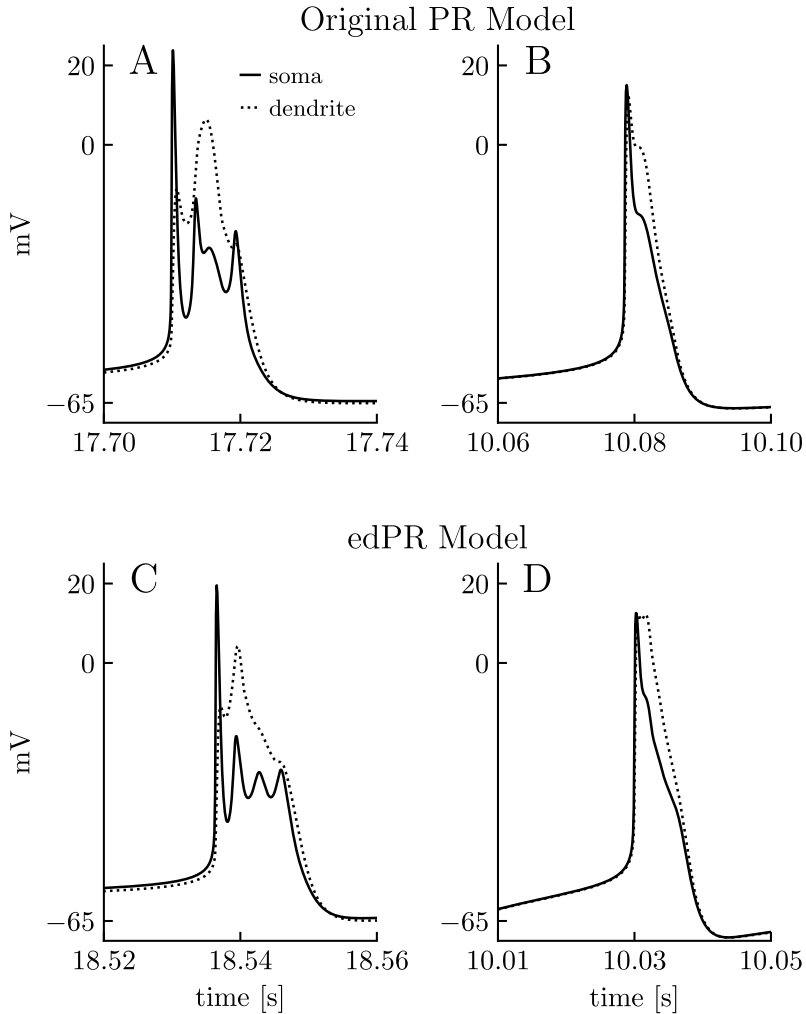 Original PR Model
A
B
20
0
−65
mV
soma
dendrite
20
0
−65
17.70
17.72
17.74
10.06
10.08
10.10
edPR Model
C
D
20
0
−65
mV
20
0
−65
18.52
18.54
18.56
10.01
10.03
10.05
time [s]
time [s]